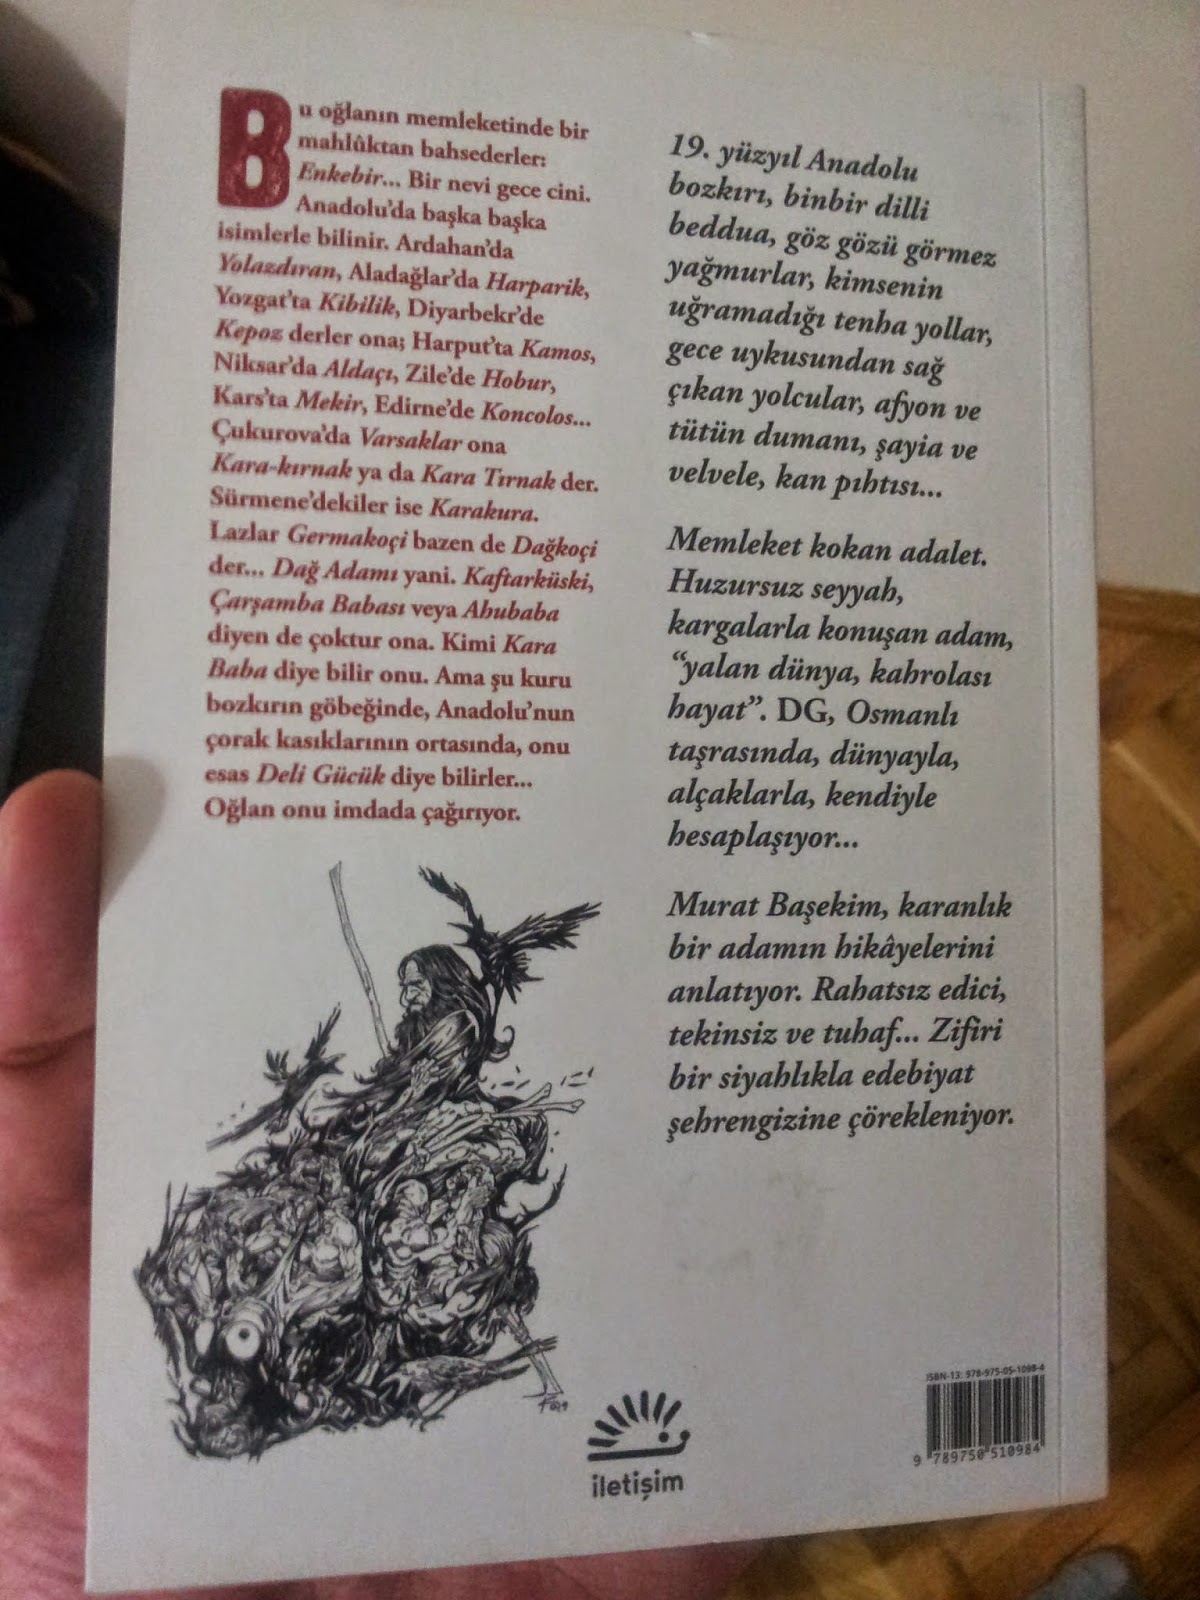 Bu oğlanın memleketinde bir
mahlûktan bahsederler:
Enkebir... Bir nevi gece cini.
Anadolu'da başka başka
isimlerle bilinir. Ardahan'da
Yolazdıran, Aladağlar'da Harparik,
Yozgat'ta Kibilik, Diyarbekr'de
Kepoz derler ona; Harput'ta Kamos,
Niksar'da Aldaçı, Zile'de Hobur,
Kars'ta Mekir, Edirne'de Koncolos...
Çukurova'da Varsaklar ona
Kara-kırnak ya da Kara Tırnak der.
Sürmene'dekiler ise Karakura.
Lazlar Germakoçi bazen de Dağkoçi
der... Dağ Adamı yani. Kaftarküski,
Çarşamba Babası veya Ahubaba
diyen de çoktur ona. Kimi Kara
Baba diye bilir onu. Ama şu kuru
bozkırın göbeğinde, Anadolu'nun
çorak kasıklarının ortasında, onu
esas Deli Gücük diye bilirler...
Oğlan onu imdada çağırıyor.
19. yüzyıl Anadolu
bozkırı, binbir dilli
beddua, göz gözü görmez
yağmurlar, kimsenin
uğramadığı tenha yollar,
gece uykusundan sağ
çıkan yolcular, afyon ve
tütün dumanı, şayia ve
velvele, kan pıhtısı...
Memleket kokan adalet.
Huzursuz seyyah,
kargalarla konuşan adam,
“yalan dünya, kahrolası
hayat”. DG, Osmanlı
taşrasında, dünyayla,
alçaklarla, kendiyle
hesaplaşıyor...
Murat Başekim, karanlık
bir adamın hikâyelerini
anlatıyor. Rahatsız edici,
tekinsiz ve tuhaf... Zifiri
bir siyahlıkla edebiyat
şehrengizine çörekleniyor.
iletişim
ISBN-13: 978-975-05-1098-4
9 789750 510984